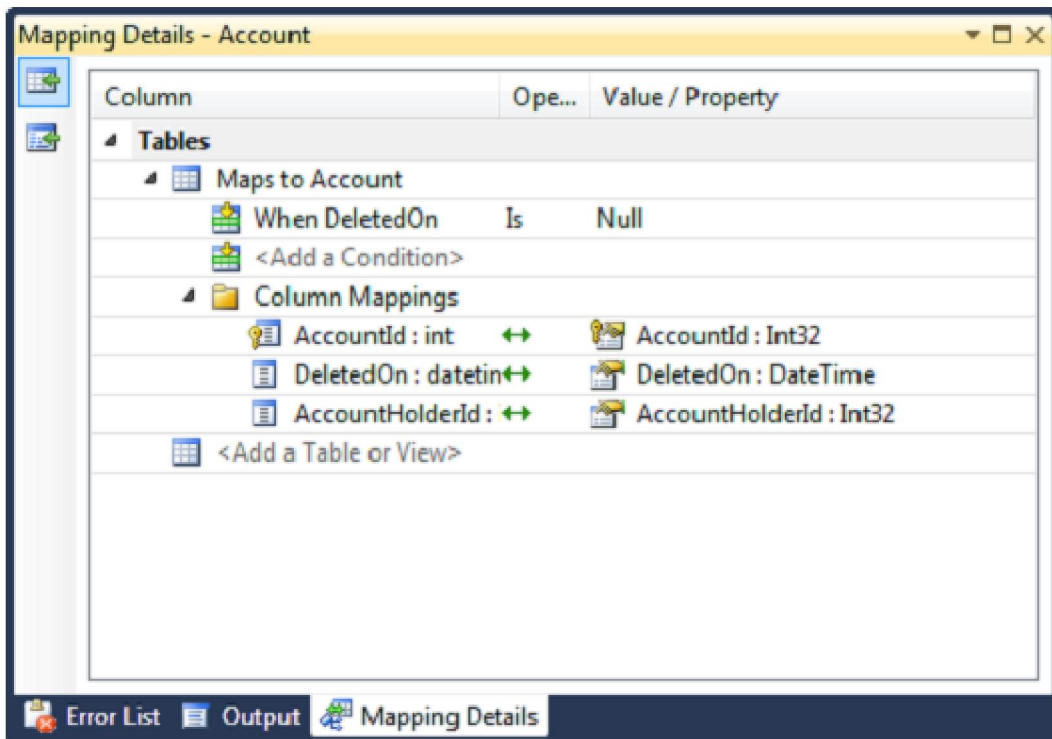 Mapping Details - Account
Column Ope... Value / Property
Tables
Maps to Account
When DeletedOn Is Null
<Add a Condition>
Column Mappings
AccountId : int AccountId : Int32
DeletedOn : datetin DeletedOn : DateTime
AccountHolderId : AccountHolderId : Int32
<Add a Table or View>
Error List Output Mapping Details